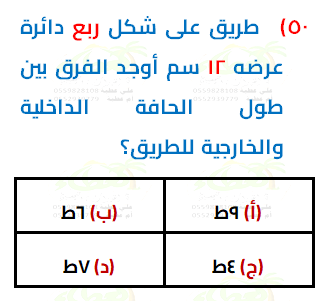 ٥٠) طريق على شكل ربع دائرة
عرضه ١٢ سم أوجد الفرق بين
طول الحافة الداخلية
والخارجية للطريق؟
(أ) ٩ط
(ب) ٦ط
(ج) ٤ط
(د) ٧ط